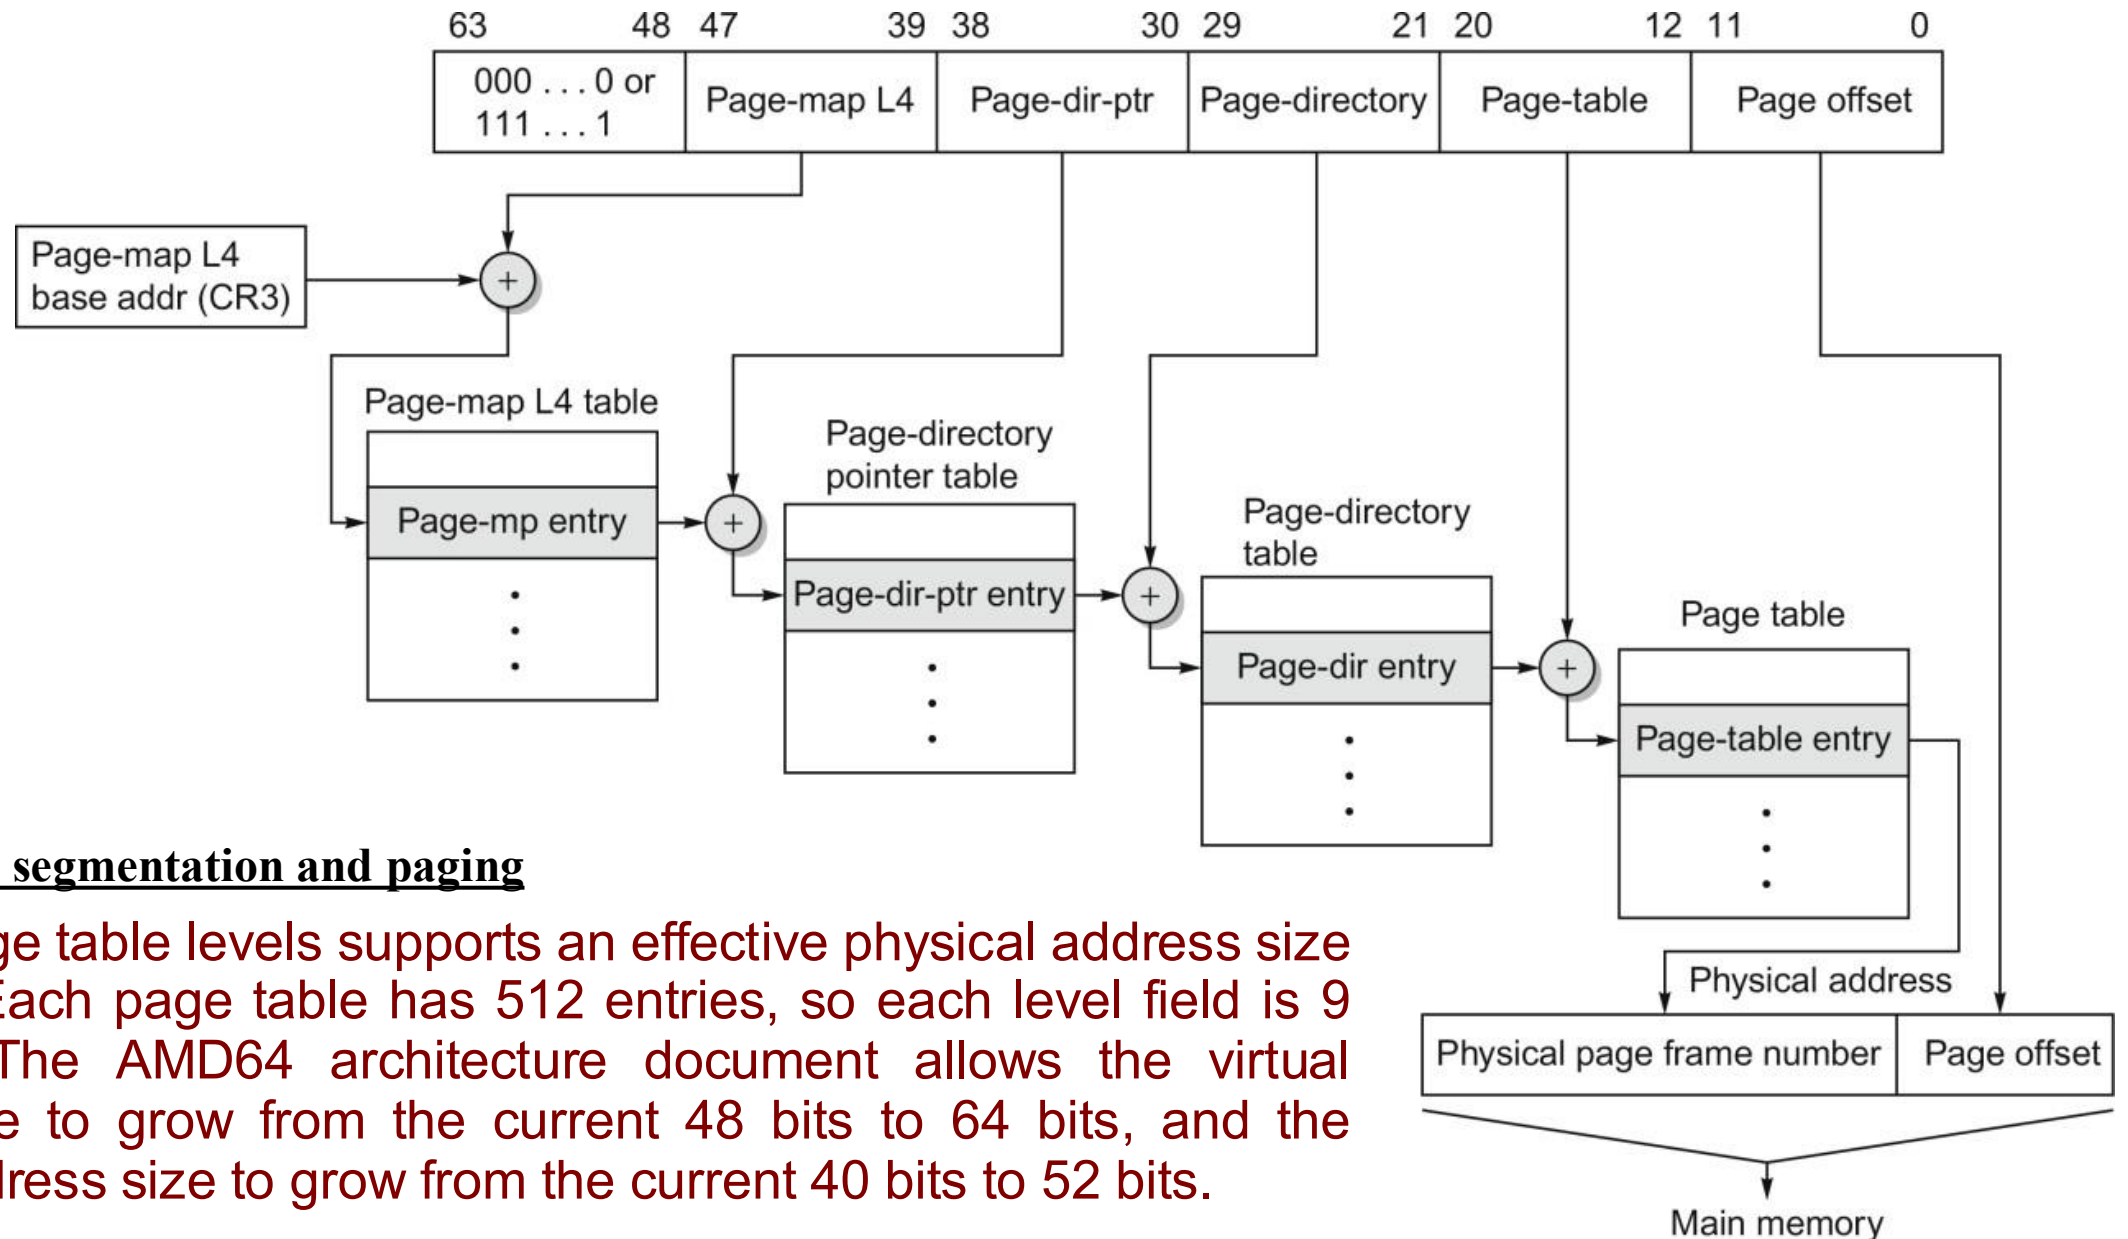 63 48 47 39 38 30 29 21 20 12 11 0
000 . . . 0 or
111 . . . 1
Page-map L4
Page-dir-ptr
Page-directory
Page-table
Page offset
Page-map L4
base addr (CR3)
+
Page-map L4 table
Page-mp entry
+
Page-directory
pointer table
Page-dir-ptr entry
+
Page-directory
table
Page-dir entry
+
Page table
Page-table entry
Physical address
Physical page frame number
Page offset
Main memory
segmentation and paging
ge table levels supports an effective physical address size
Each page table has 512 entries, so each level field is 9
The AMD64 architecture document allows the virtual
e to grow from the current 48 bits to 64 bits, and the
dress size to grow from the current 40 bits to 52 bits.